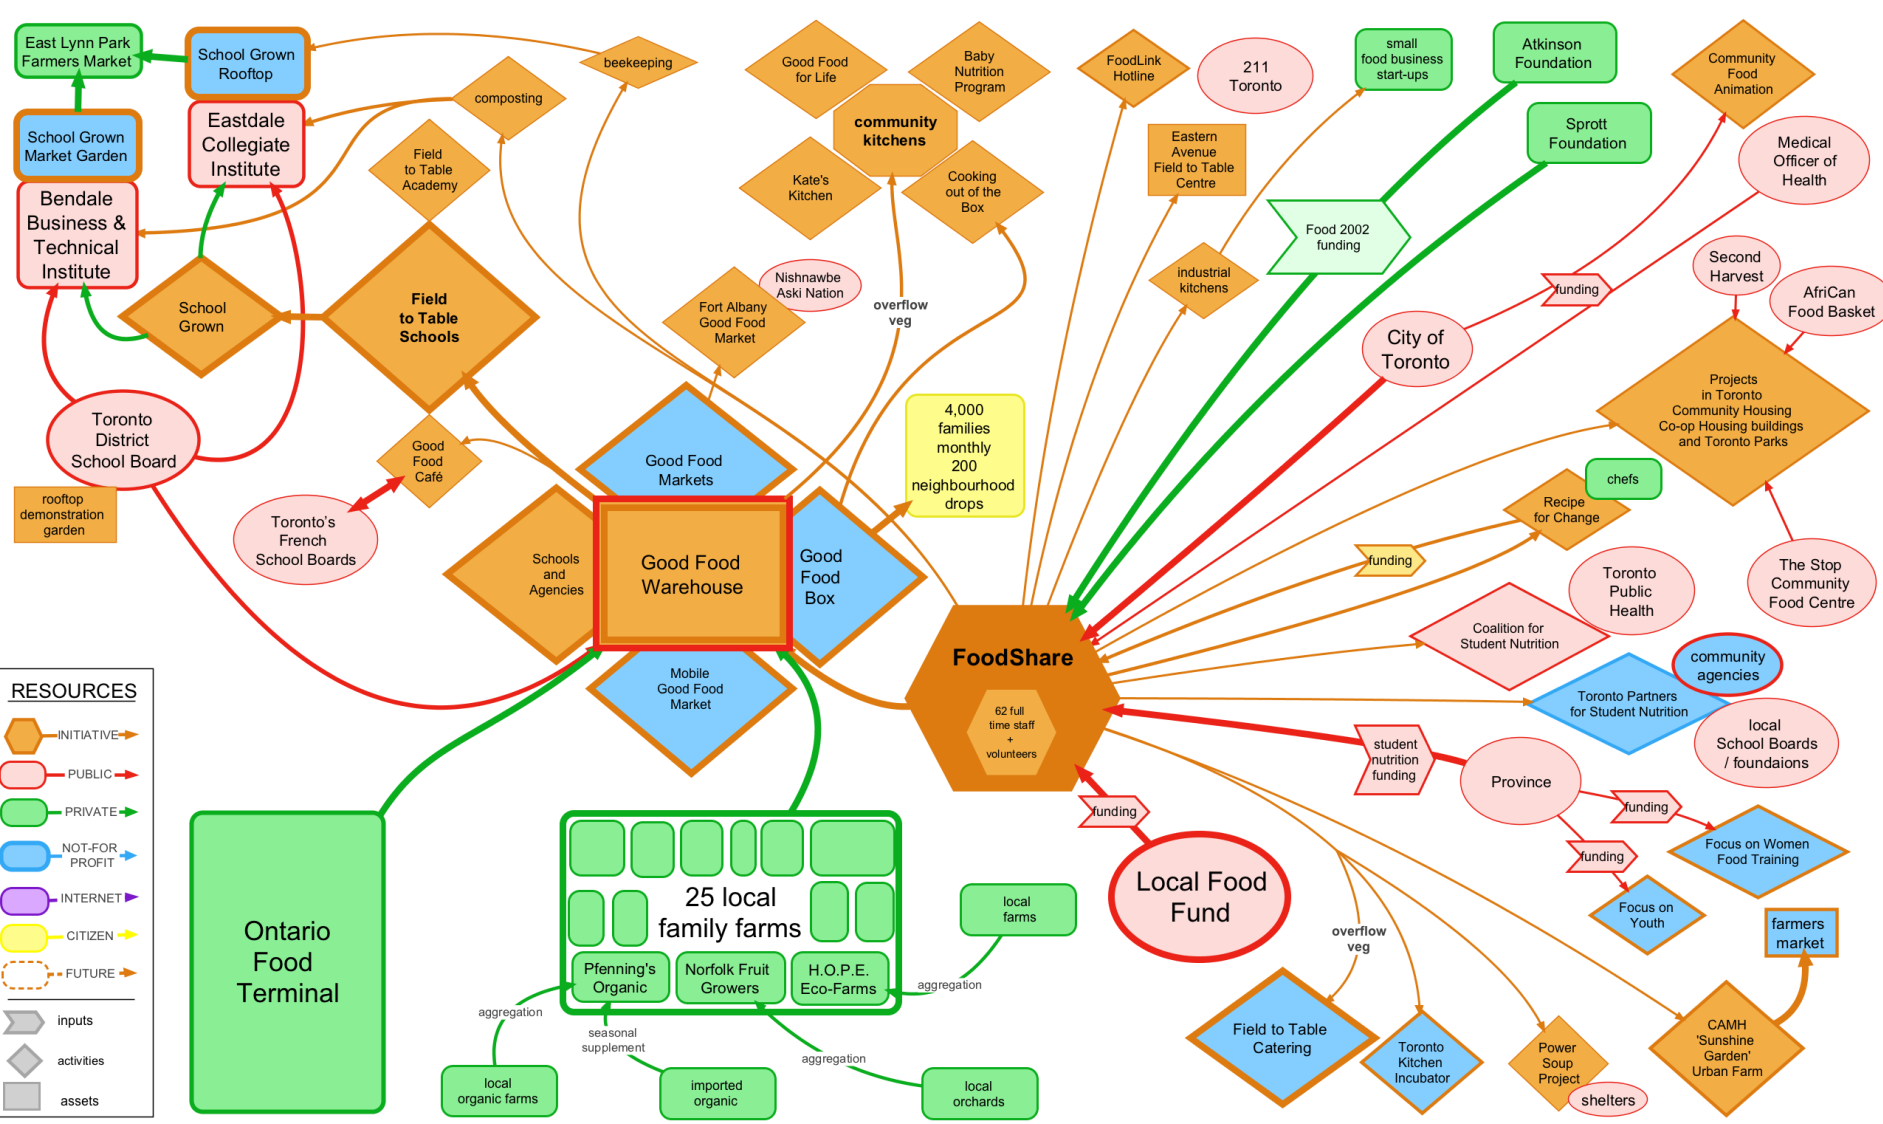 East Lynn Park
Farmers Market
School Grown
Rooftop
beekeeping
composting
School Grown
Market Garden
Eastdale
Collegiate
Institute
Field
to Table
Academy
Bendale
Business &
Technical
Institute
School
Grown
Field
to Table
Schools
Toronto
District
School Board
rooftop
demonstration
garden
Good
Food
Café
Toronto's
French
School Boards
Good Food
for Life
Baby
Nutrition
Program
community
kitchens
Kate's
Kitchen
Cooking
out of the
Box
Nishnawbe
Aski Nation
Fort Albany
Good Food
Market
overflow
veg
FoodLink
Hotline
211
Toronto
Eastern
Avenue
Field to Table
Centre
industrial
kitchens
small
food business
start-ups
Atkinson
Foundation
Sprott
Foundation
Food 2002
funding
Community
Food
Animation
Medical
Officer of
Health
funding
City of
Toronto
Second
Harvest
AfriCan
Food Basket
Projects
in Toronto
Community Housing
Co-op Housing buildings
and Toronto Parks
The Stop
Community
Food Centre
4,000
families
monthly
200
neighbourhood
drops
Good Food
Markets
Schools
and
Agencies
Good Food
Warehouse
Good
Food
Box
Mobile
Good Food
Market
chefs
Recipe
for Change
funding
Toronto
Public
Health
Coalition for
Student Nutrition
community
agencies
Toronto Partners
for Student Nutrition
local
School Boards
/ foundaions
FoodShare
62 full
time staff
+
volunteers
student
nutrition
funding
Province
funding
Focus on Women
Food Training
funding
Focus on
Youth
funding
Local Food
Fund
farmers
market
overflow
veg
Field to Table
Catering
Toronto
Kitchen
Incubator
Power
Soup
Project
shelters
CAMH
'Sunshine
Garden'
Urban Farm
RESOURCES
INITIATIVE
PUBLIC
PRIVATE
NOT-FOR
PROFIT
INTERNET
CITIZEN
FUTURE
inputs
activities
assets
Ontario
Food
Terminal
25 local
family farms
Pfenning's
Organic
Norfolk Fruit
Growers
H.O.P.E.
Eco-Farms
local
farms
aggregation
aggregation
seasonal
supplement
aggregation
local
organic farms
imported
organic
local
orchards